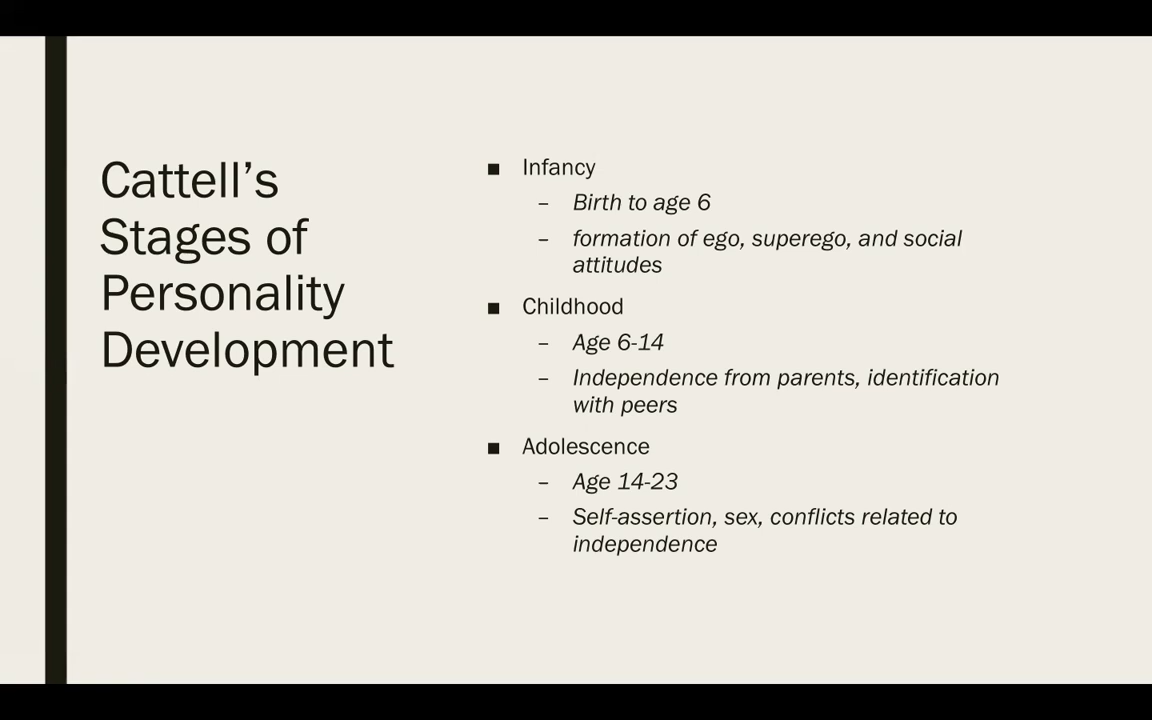 Cattell’s
Stages of
Personality
Development
■ Infancy
– Birth to age 6
– formation of ego, superego, and social
attitudes
■ Childhood
– Age 6-14
– Independence from parents, identification
with peers
■ Adolescence
– Age 14-23
– Self-assertion, sex, conflicts related to
independence